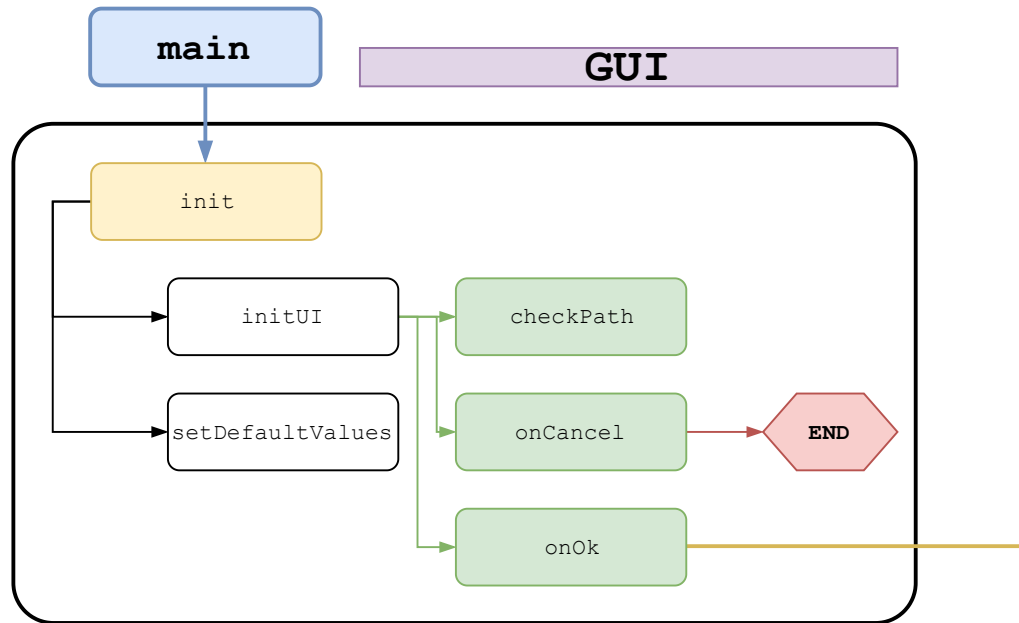 main
GUI
init
initUI
checkPath
setDefaultValues
onCancel
END
onOk